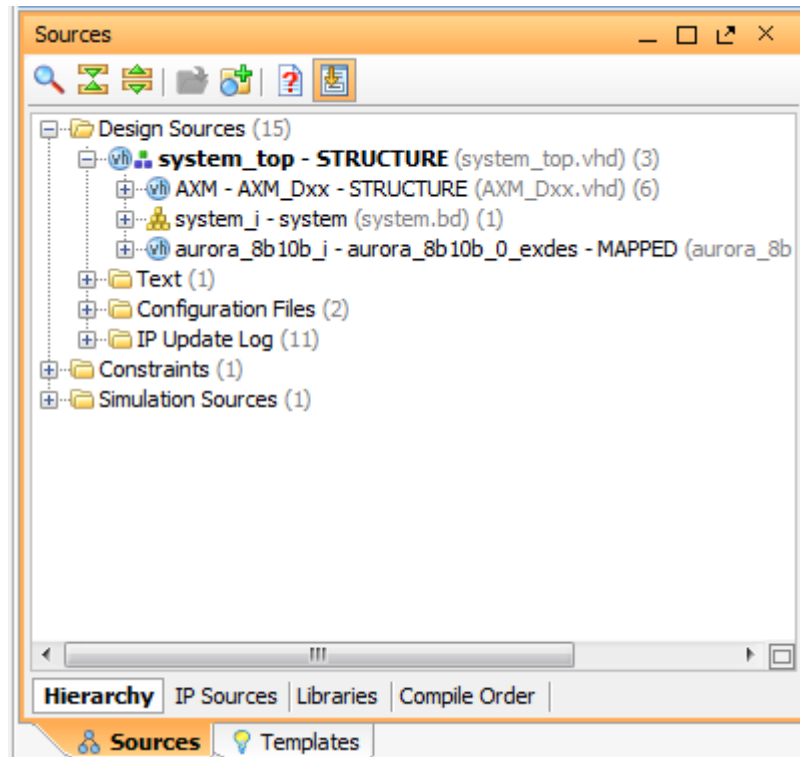 Sources
Design Sources (15)
system_top - STRUCTURE (system_top.vhd) (3)
AXM - AXM_Dxx - STRUCTURE (AXM_Dxx.vhd) (6)
system_i - system (system.bd) (1)
aurora_8b10b_i - aurora_8b10b_0_exdes - MAPPED (aurora_8b
Text (1)
Configuration Files (2)
IP Update Log (11)
Constraints (1)
Simulation Sources (1)
Hierarchy IP Sources Libraries Compile Order
Sources Templates